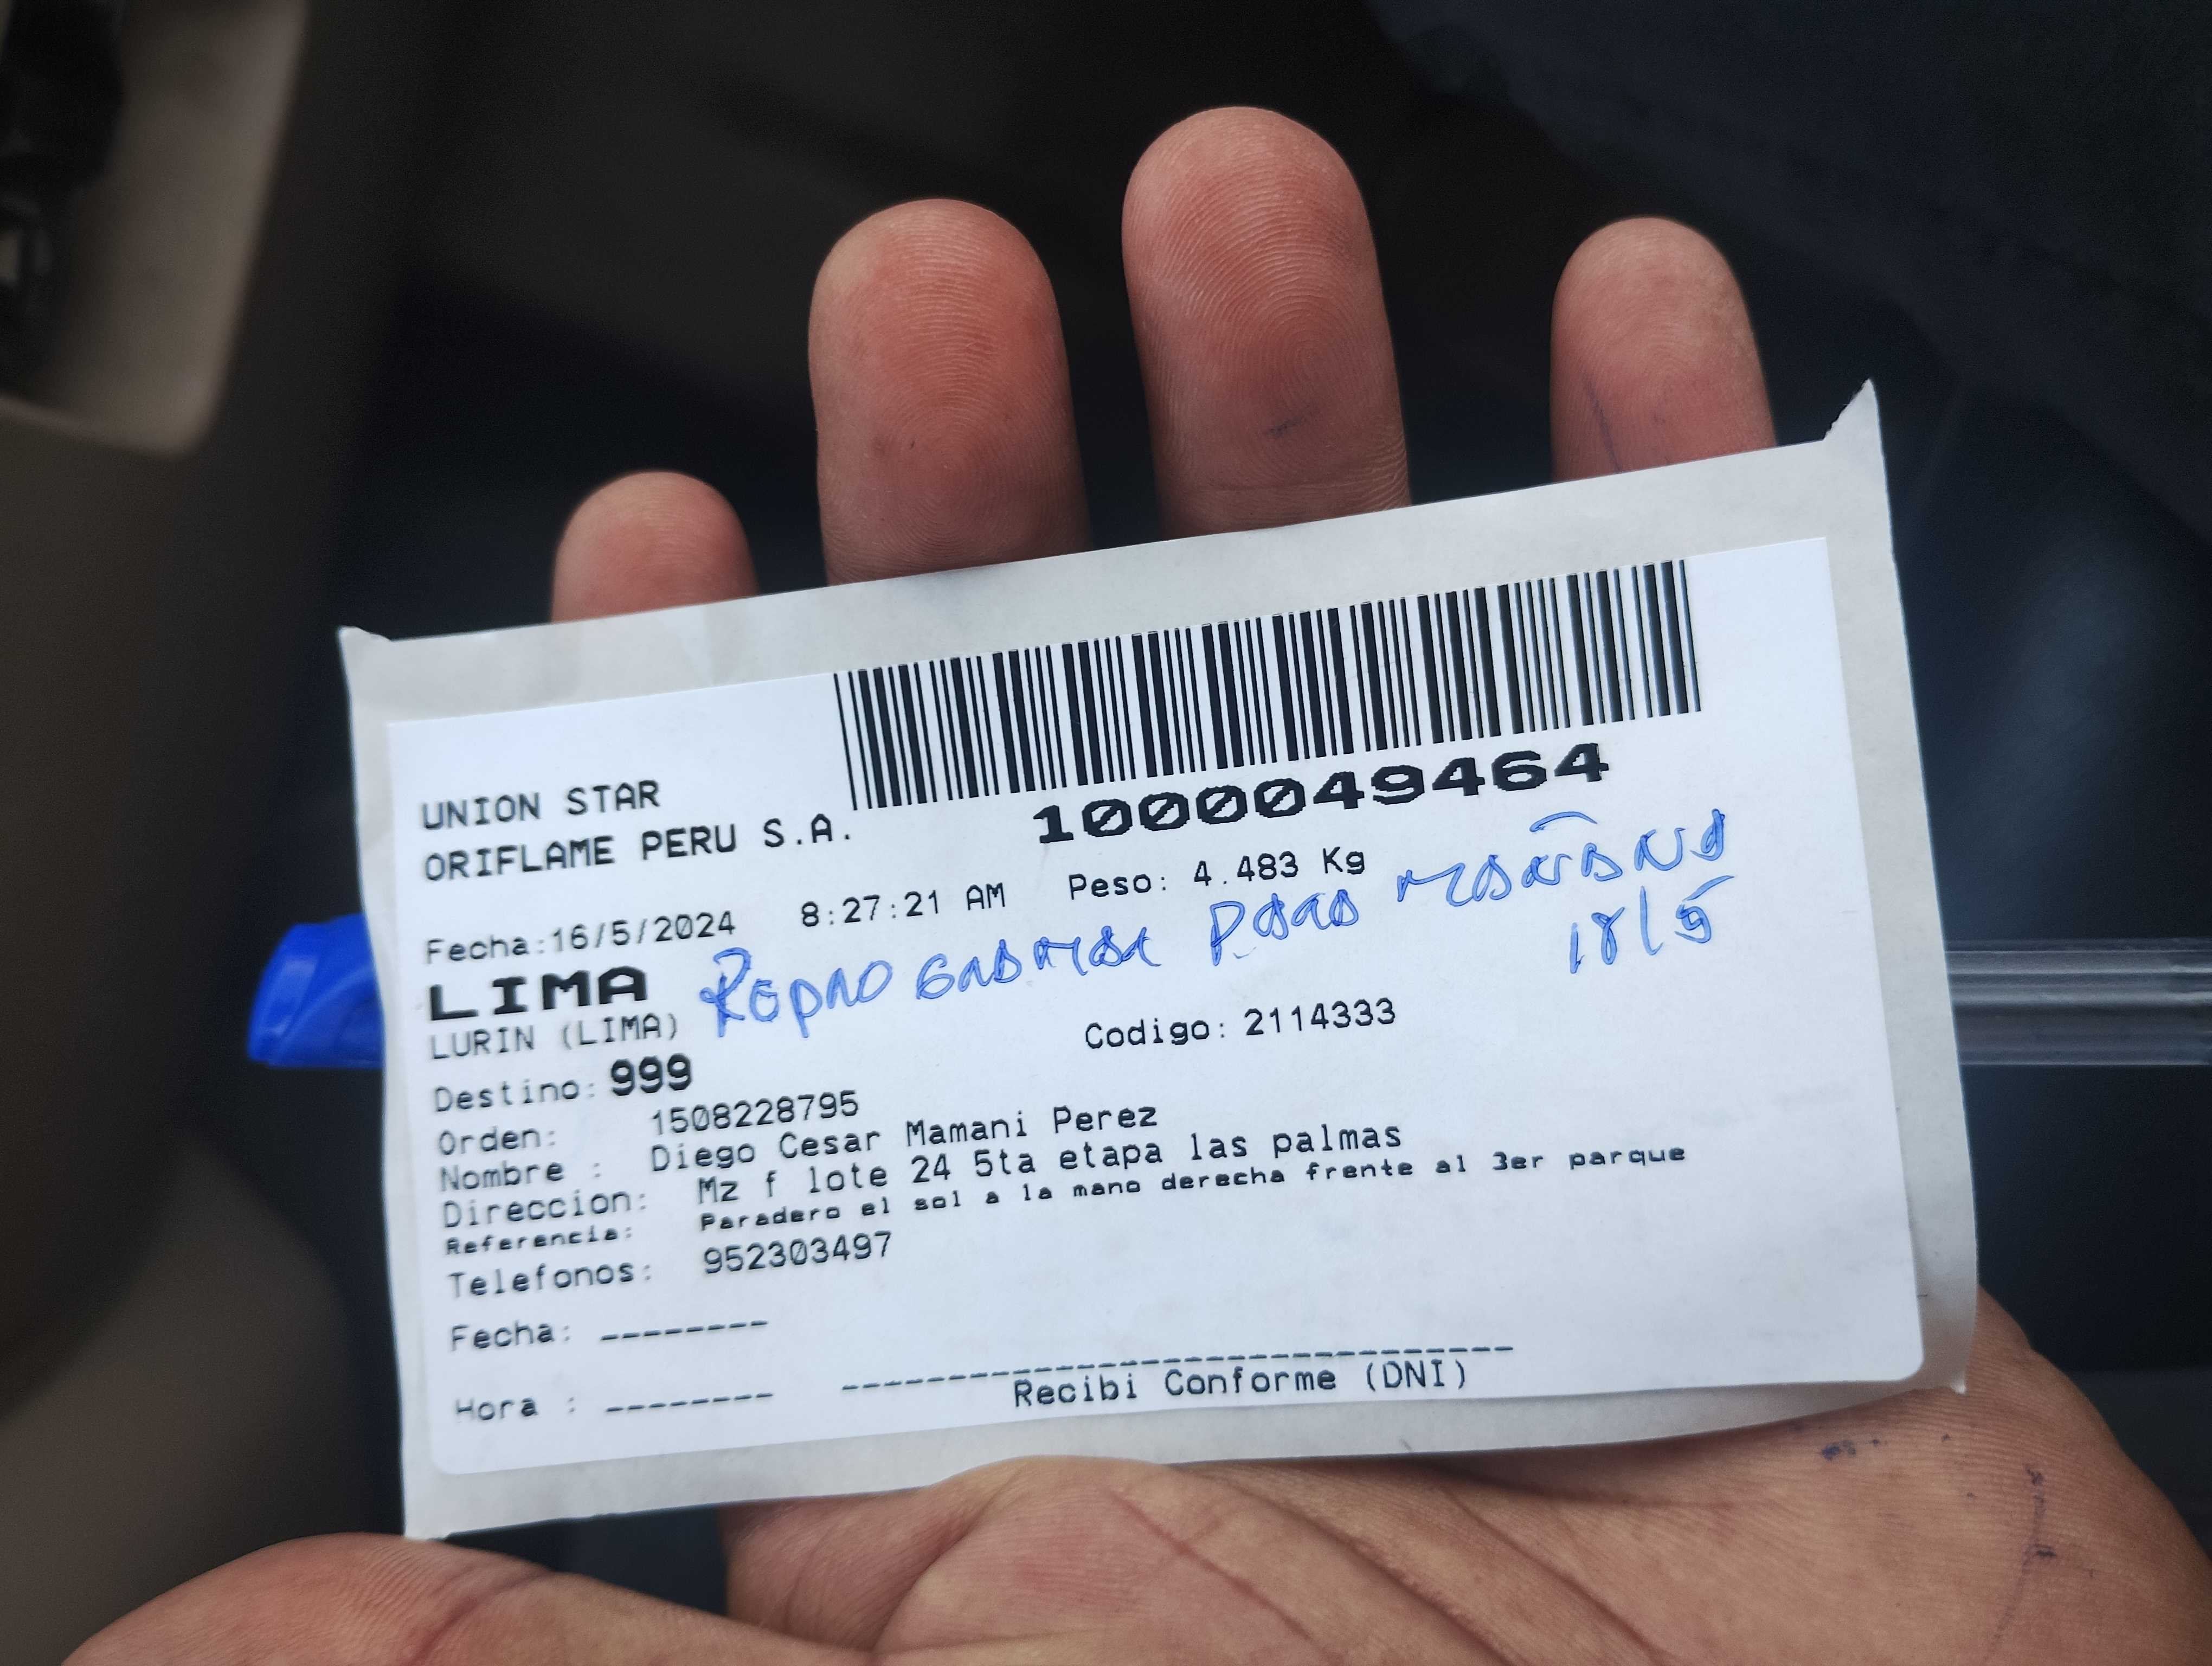 1000049464
UNION STAR
ORIFLAME PERU S.A.
Fecha:16/5/2024 8:27:21 AM Peso: 4.483 Kg
LIMA
18/5
LURIN (LIMA)
Codigo: 2114333
Destino: 999
Orden: 1508228795
Nombre : Diego Cesar Mamani Perez
Direccion: Mz f lote 24 5ta etapa las palmas
Referencia: Paradero el sol a la mano derecha frente al 3er parque
Telefonos: 952303497
Fecha: --------
Hora : --------
Recibi Conforme (DNI)